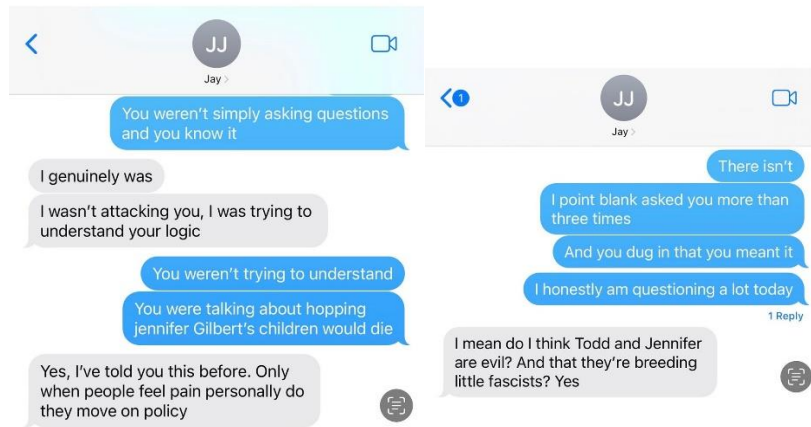 JJ
Jay
You weren't simply asking questions
and you know it
I genuinely was
I wasn't attacking you, I was trying to
understand your logic
You weren't trying to understand
You were talking about hopping
jennifer Gilbert's children would die
Yes, I've told you this before. Only
when people feel pain personally do
they move on policy
1
JJ
Jay
There isn't
I point blank asked you more than
three times
And you dug in that you meant it
I honestly am questioning a lot today
1 Reply
I mean do I think Todd and Jennifer
are evil? And that they're breeding
little fascists? Yes